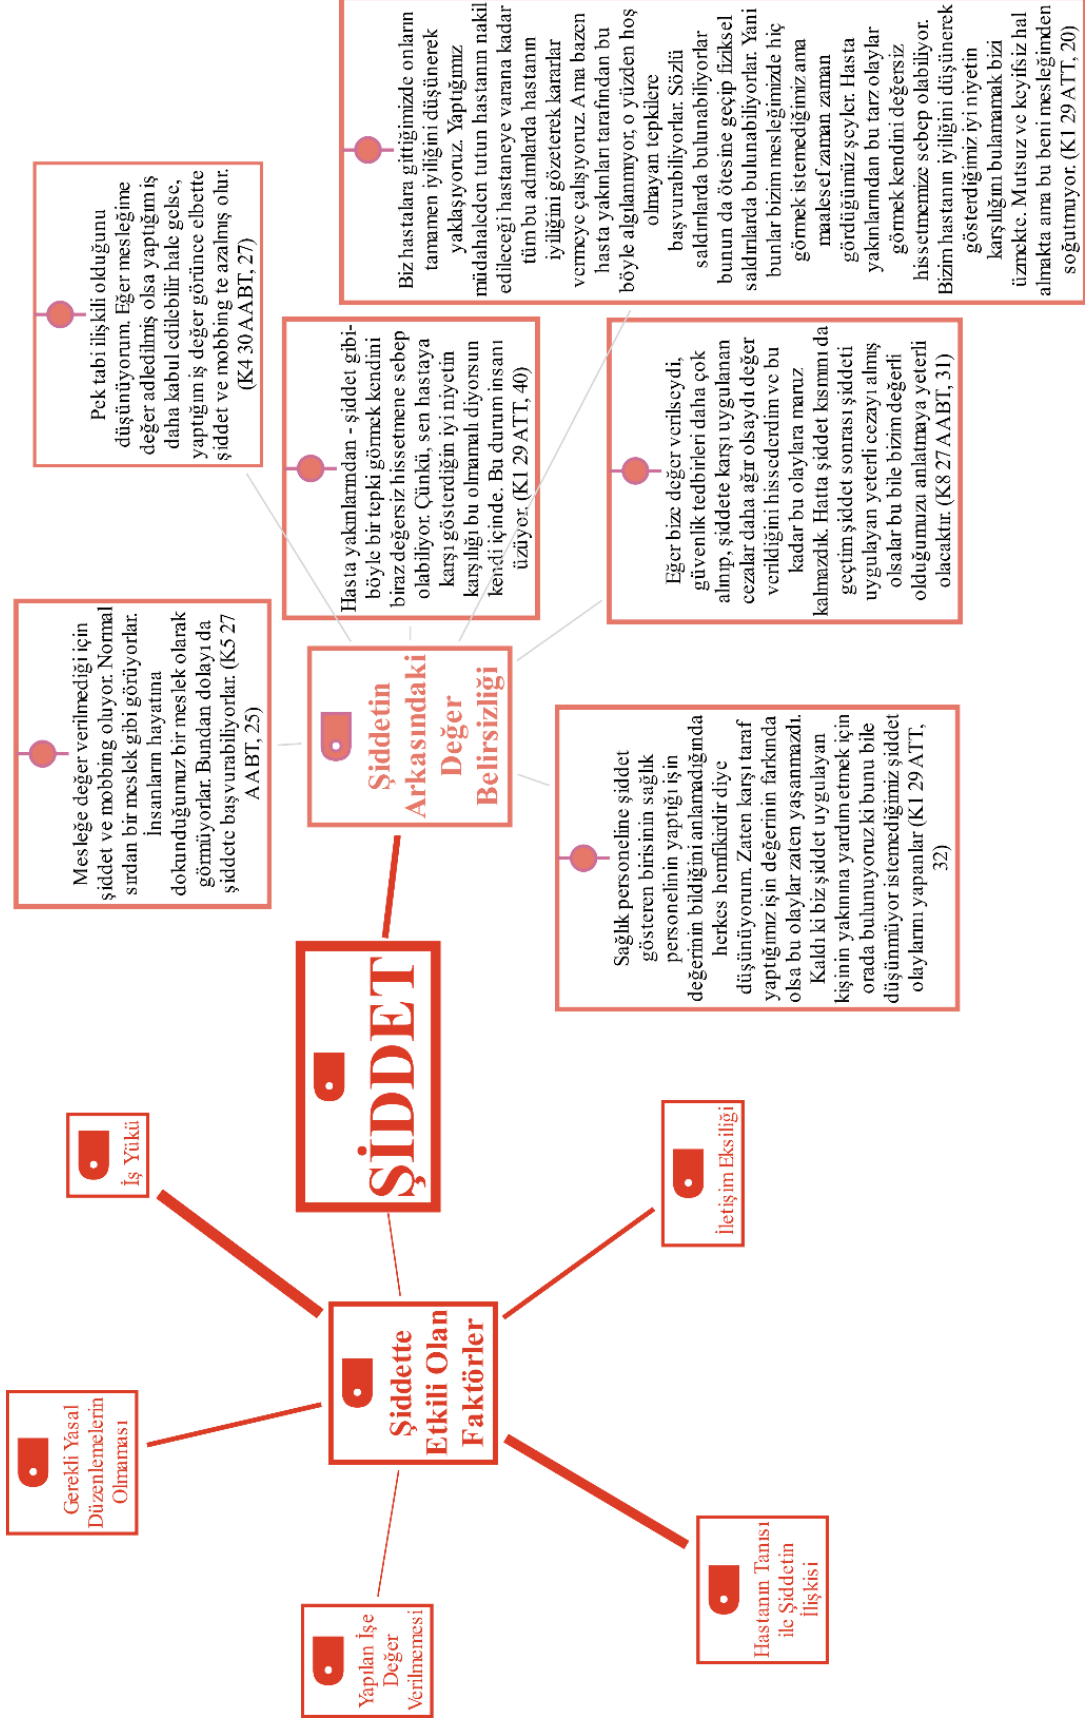 ŞİDDET
Şiddette
Etkili Olan
Faktörler
Yapılan İşe
Değer
Verilmemesi
Gerekli Yasal
Düzenlemelerin
Olmaması
İş Yükü
Hastanın Tanısı
ile Şiddetin
İlişkisi
İletişim Eksiliği
Şiddetin
Arkasındaki
Değer
Belirsizliği
Mesleğe değer verilmediği için
şiddet ve mobbing oluyor. Normal
sırdan bir meslek gibi görüyorlar.
İnsanların hayatına
dokunduğumuz bir meslek olarak
görmüyorlar. Bundan dolayı da
şiddete başvurabiliyorlar. (K5 27
AABT, 25)
Pek tabi ilişkili olduğunu
düşünüyorum. Eğer mesleğime
değer adledilmiş olsa yaptığım iş
daha kabul edilebilir hale gelse,
yaptığım iş değer görünce elbette
şiddet ve mobbing te azalmış olur.
(K4 30 AABT, 27)
Hasta yakınlarından - şiddet gibi-
böyle bir tepki görmek kendini
biraz değersiz hissetmene sebep
olabiliyor. Çünkü, sen hastaya
karşı gösterdiğin iyi niyetin
karşılığı bu olmamalı diyorsun
kendi içinde. Bu durum insanı
üzüyor. (K1 29 ATT, 40)
Biz hastalara gittiğimizde onların
tamamen iyiliğini düşünerek
yaklaşıyoruz. Yaptığımız
müdahaleden tutun hastanın nakil
edileceği hastaneye varana kadar
tüm bu adımlarda hastanın
iyiliğini gözeterek kararlar
vermeye çalışıyoruz. Ama bazen
hasta yakınları tarafından bu
böyle algılanmıyor, o yüzden hoş
olmayan tepkilere
başvurabiliyorlar. Sözlü
saldırılarda bulunabiliyorlar
bunun da ötesine geçip fiziksel
saldırılarda bulunabiliyorlar. Yani
bunlar bizim mesleğimizde hiç
görmek istemediğimiz ama
maalesef zaman zaman
gördüğümüz şeyler. Hasta
yakınlarından bu tarz olaylar
görmek kendini değersiz
hissetmemize sebep olabiliyor.
Bizim hastanın iyiliğini düşünerek
gösterdiğimiz iyi niyetin
karşılığını bulamamak bizi
üzmekte. Mutsuz ve keyifsiz hal
almakta ama bu beni mesleğimden
soğutmuyor. (K1 29 ATT, 20)
Sağlık personeline şiddet
gösteren birisinin sağlık
personelinin yaptığı işin
değerinin bildiğini anlamadığında
herkes hemfikirdir diye
düşünüyorum. Zaten karşı taraf
yaptığımız işin değerinin farkında
olsa bu olaylar zaten yaşanmazdı.
Kaldı ki biz şiddet uygulayan
kişinin yakınına yardım etmek için
orada bulunuyoruz ki bunu bile
düşünmüyor istemediğimiz şiddet
olaylarını yapanlar (K1 29 ATT,
32)
Eğer bize değer verilseydi,
güvenlik tedbirleri daha çok
alınıp, şiddete karşı uygulanan
cezalar daha ağır olsaydı değer
verildiğini hissederdim ve bu
kadar bu olaylara maruz
kalmazdık. Hatta şiddet kısmını da
geçtim şiddet sonrası şiddeti
uygulayan yeterli cezayı almış
olsalar bu bile bizim değerli
olduğumuzu anlatmaya yeterli
olacaktır. (K8 27 AABT, 31)